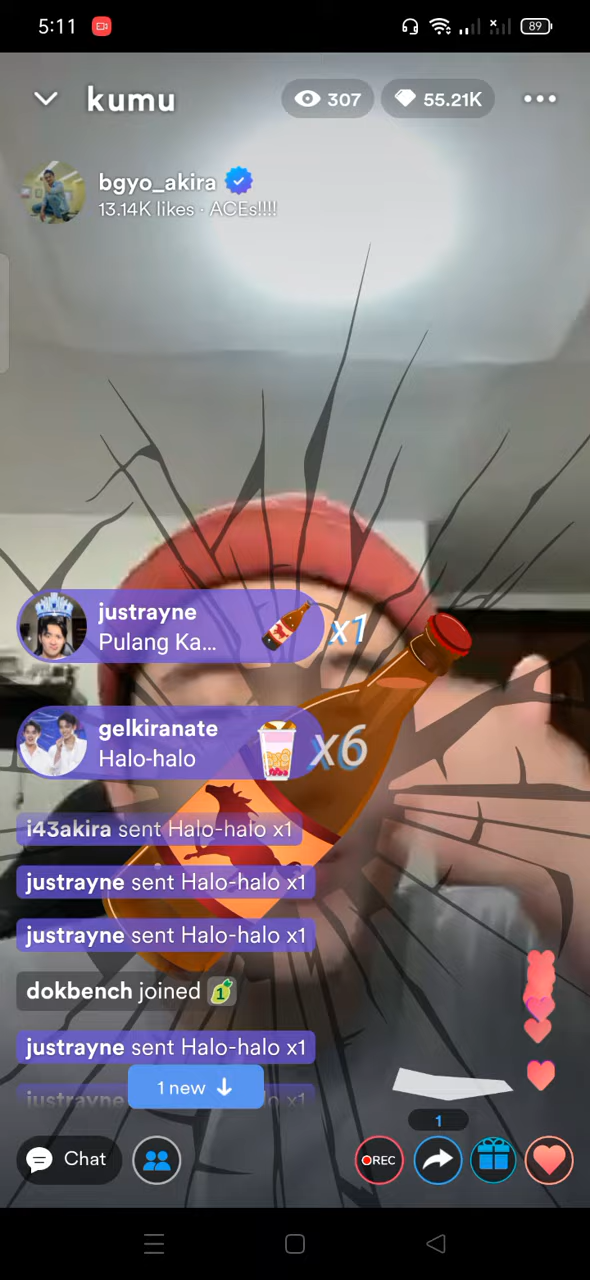 5:11
89
kumu
307
55.21K
bgyo_akira
13.14K likes · ACEs!!!!
justrayne
Pulang Ka...
x1
gelkiranate
Halo-halo
x6
i43akira sent Halo-halo x1
justrayne sent Halo-halo x1
justrayne sent Halo-halo x1
dokbench joined 1
justrayne sent Halo-halo x1
1 new
1
Chat
REC